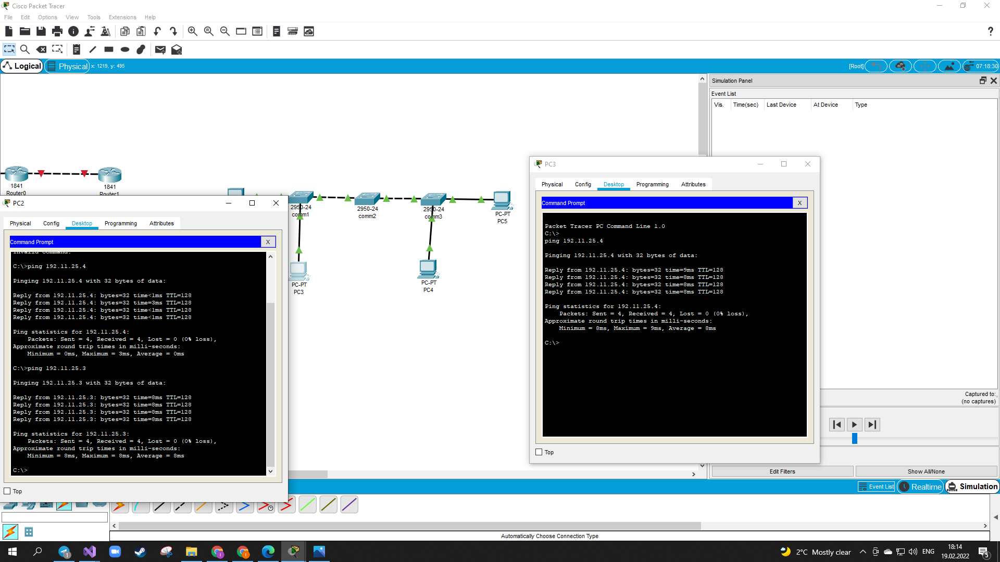 Cisco Packet Tracer
File Edit Options View Tools Extensions Help
Logical
Physical
x: 1219, y: 495
[Root]
07:18:30
Simulation Panel
Event List
Vis. Time(sec) Last Device At Device Type
1841
Router0
1841
Router1
2950-24
comm1
2950-24
comm2
2950-24
comm3
PC-PT
PC5
PC-PT
PC3
PC-PT
PC4
PC2
Physical Config Desktop Programming Attributes
Command Prompt
X
Invalid Command.
C:\>ping 192.11.25.4
Pinging 192.11.25.4 with 32 bytes of data:
Reply from 192.11.25.4: bytes=32 time<1ms TTL=128
Reply from 192.11.25.4: bytes=32 time=3ms TTL=128
Reply from 192.11.25.4: bytes=32 time<1ms TTL=128
Reply from 192.11.25.4: bytes=32 time<1ms TTL=128
Ping statistics for 192.11.25.4:
Packets: Sent = 4, Received = 4, Lost = 0 (0% loss),
Approximate round trip times in milli-seconds:
Minimum = 0ms, Maximum = 3ms, Average = 0ms
C:\>ping 192.11.25.3
Pinging 192.11.25.3 with 32 bytes of data:
Reply from 192.11.25.3: bytes=32 time=8ms TTL=128
Reply from 192.11.25.3: bytes=32 time=8ms TTL=128
Reply from 192.11.25.3: bytes=32 time=8ms TTL=128
Reply from 192.11.25.3: bytes=32 time=8ms TTL=128
Ping statistics for 192.11.25.3:
Packets: Sent = 4, Received = 4, Lost = 0 (0% loss),
Approximate round trip times in milli-seconds:
Minimum = 8ms, Maximum = 8ms, Average = 8ms
C:\>
Top
PC3
Physical Config Desktop Programming Attributes
Command Prompt
X
Packet Tracer PC Command Line 1.0
C:\>
ping 192.11.25.4
Pinging 192.11.25.4 with 32 bytes of data:
Reply from 192.11.25.4: bytes=32 time=9ms TTL=128
Reply from 192.11.25.4: bytes=32 time=8ms TTL=128
Reply from 192.11.25.4: bytes=32 time=8ms TTL=128
Reply from 192.11.25.4: bytes=32 time=8ms TTL=128
Ping statistics for 192.11.25.4:
Packets: Sent = 4, Received = 4, Lost = 0 (0% loss),
Approximate round trip times in milli-seconds:
Minimum = 8ms, Maximum = 9ms, Average = 8ms
C:\>
Top
Captured to:
(no captures)
Edit Filters
Show All/None
Event List
Realtime
Simulation
Automatically Choose Connection Type
2°C Mostly clear
ENG
18:14
19.02.2022
5